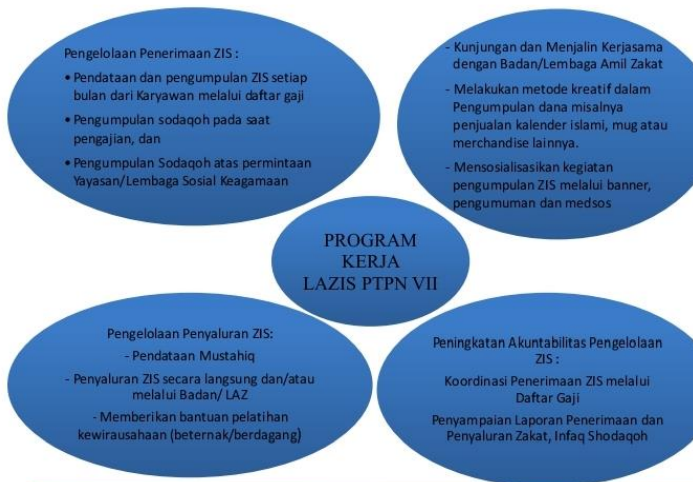 Pengelolaan Penerimaan ZIS :
• Pendataan dan pengumpulan ZIS setiap
bulan dari Karyawan melalui daftar gaji
• Pengumpulan sodaqoh pada saat
pengajian, dan
• Pengumpulan Sodaqoh atas permintaan
Yayasan/Lembaga Sosial Keagamaan
- Kunjungan dan Menjalin Kerjasama
dengan Badan/Lembaga Amil Zakat
- Melakukan metode kreatif dalam
Pengumpulan dana misalnya
penjualan kalender islami, mug atau
merchandise lainnya.
- Mensosialisasikan kegiatan
pengumpulan ZIS melalui banner,
pengumuman dan medsos
PROGRAM
KERJA
LAZIS PTPN VII
Pengelolaan Penyaluran ZIS:
- Pendataan Mustahiq
- Penyaluran ZIS secara langsung dan/atau
melalui Badan/ LAZ
- Memberikan bantuan pelatihan
kewirausahaan (beternak/berdagang)
Peningkatan Akuntabilitas Pengelolaan
ZIS :
Koordinasi Penerimaan ZIS melalui
Daftar Gaji
Penyampaian Laporan Penerimaan dan
Penyaluran Zakat, Infaq Shodaqoh